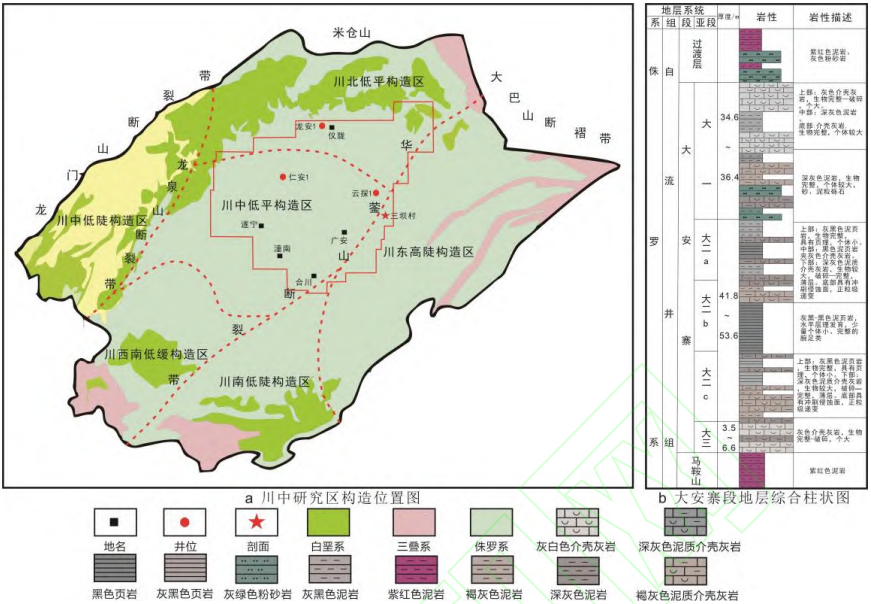 米仓山
大巴山断褶带
龙门山断裂带
龙泉山断裂带
华蓥山断裂带
川北低平构造区
龙安1
仪陇
仁安1
云探1
川中低平构造区
三坝村
遂宁
广安
潼南
合川
川中低陡构造区
川东高陡构造区
川西南低缓构造区
川南低陡构造区
a 川中研究区构造位置图
地层系统
厚度/m
岩性
岩性描述
系
组
段
亚段
侏罗系
自流井组
过渡层
紫红色泥岩,
灰色粉砂岩
大安寨
大一
34.6
~
36.4
上部:灰色介壳灰
岩,生物完整—破碎
,个大。
中部:深灰色泥岩
。
底部:介壳灰岩
生物完整,个体较大
深灰色泥岩,生物
完整,个体较大,
砂、泥粒砾石
大二a
上部:灰黑色泥页
岩,生物完整,
具有页理,个体小。
中部:黑色泥页岩
夹灰色介壳灰岩。
下部:深灰色泥质
介壳灰岩,生物较
大,破碎—完整,
薄层。底部具有冲
刷侵蚀面,正粒级
递变
大二b
41.8
~
53.6
灰黑-黑色泥页岩,
水平层理发育,少
量个体小、完整的
腕足类
大二c
上部:灰黑色泥页岩
,生物完整,具有页
理,个体小。下部:
深灰色泥质介壳灰岩
,生物较大,破碎—
完整,薄层。底部具
有冲刷侵蚀面,正粒
级递变
大三
3.5
~
6.6
灰色介壳灰岩,生物
完整-破碎,个大
马鞍山
紫红色泥岩
b 大安寨段地层综合柱状图
地名
井位
剖面
白垩系
三叠系
侏罗系
灰白色介壳灰岩
深灰色泥质介壳灰岩
黑色页岩
灰黑色页岩
灰绿色粉砂岩
灰黑色泥岩
紫红色泥岩
褐灰色泥岩
深灰色泥岩
褐灰色泥质介壳灰岩